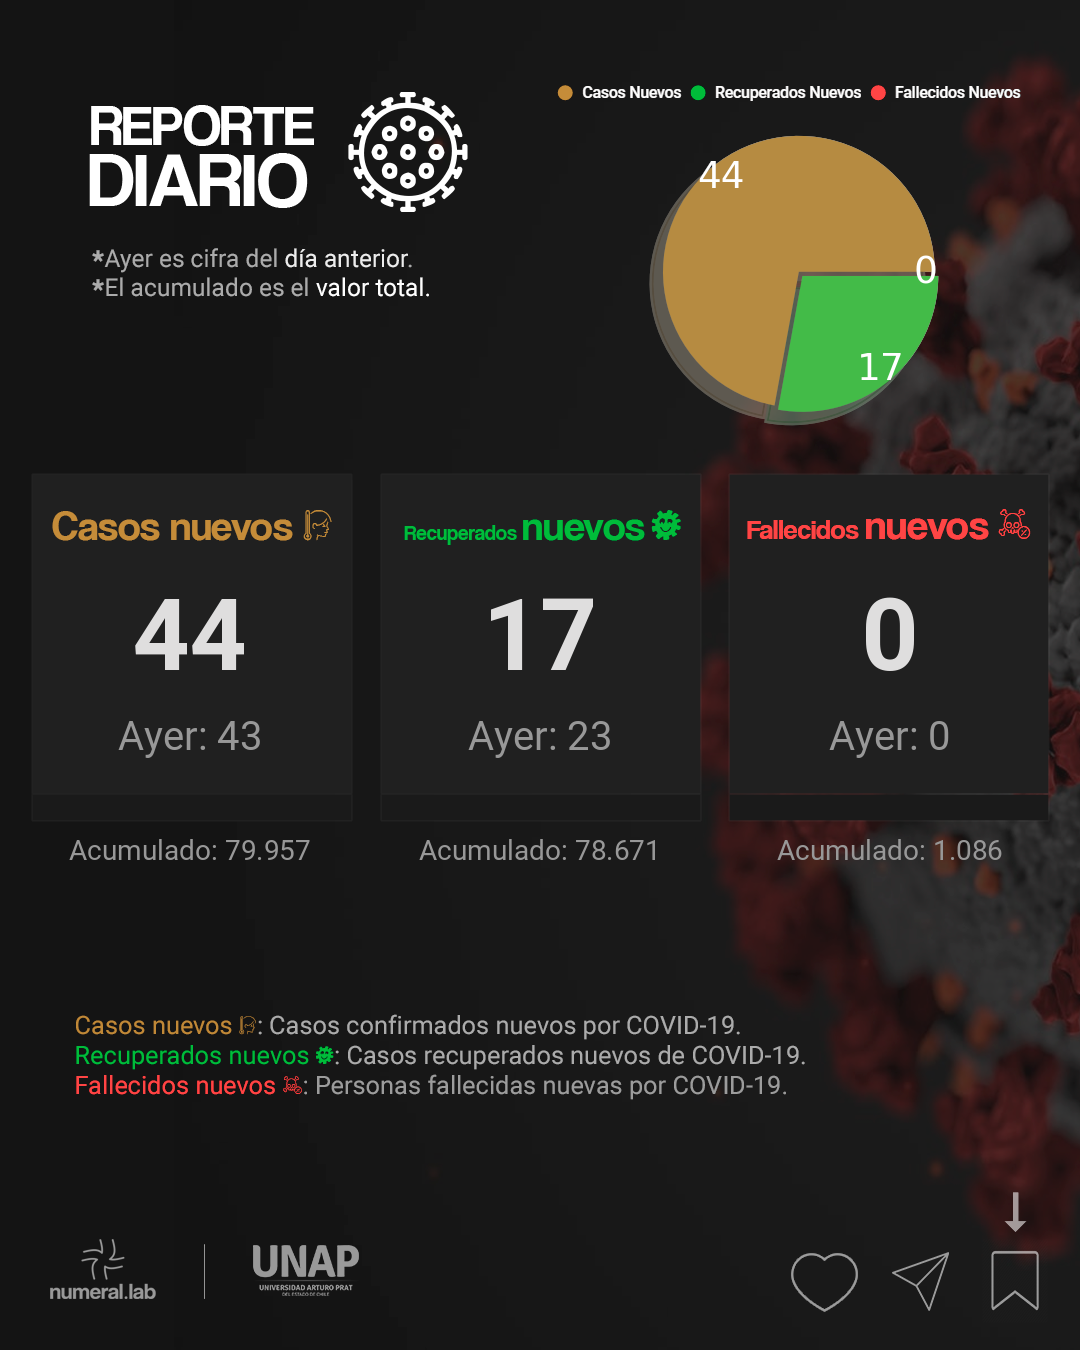 REPORTE
DIARIO
*Ayer es cifra del día anterior.
*El acumulado es el valor total.
Casos Nuevos Recuperados Nuevos Fallecidos Nuevos
44
0
17
Casos nuevos
44
Ayer: 43
Acumulado: 79.957
Recuperados nuevos
17
Ayer: 23
Acumulado: 78.671
Fallecidos nuevos
0
Ayer: 0
Acumulado: 1.086
Casos nuevos : Casos confirmados nuevos por COVID-19.
Recuperados nuevos : Casos recuperados nuevos de COVID-19.
Fallecidos nuevos : Personas fallecidas nuevas por COVID-19.
numeral.lab
UNAP
UNIVERSIDAD ARTURO PRAT
DEL ESTADO DE CHILE